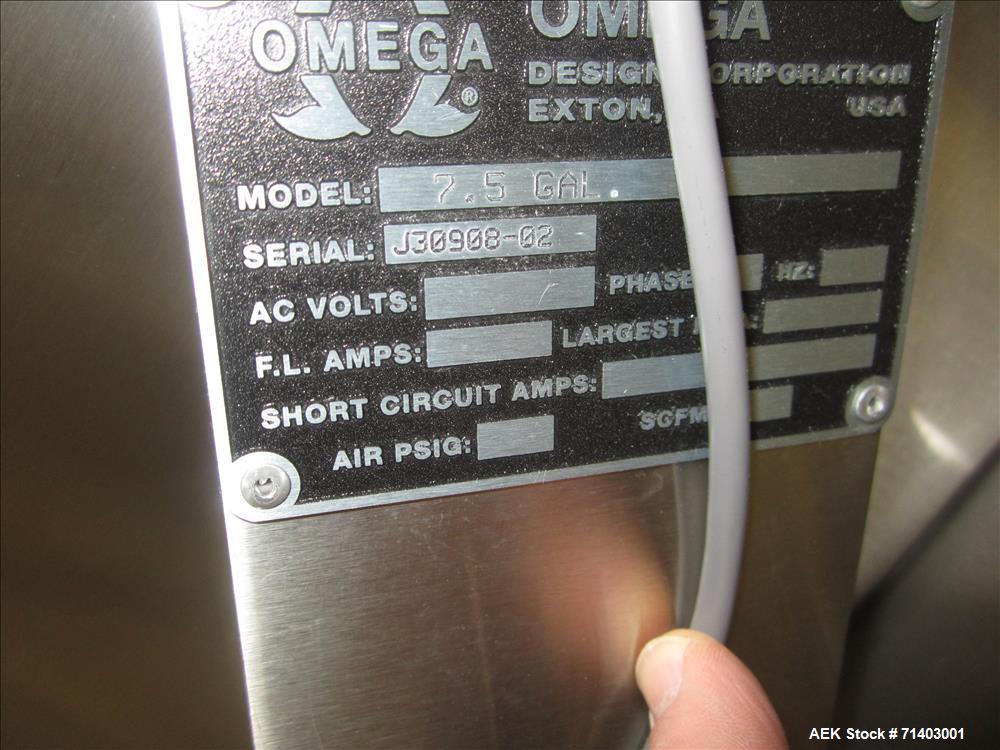 OMEGA
OMEGA
®
DESIGN CORPORATION
EXTON, USA
MODEL: 7.5 GAL.
SERIAL: J30908-02
AC VOLTS: PHASE HZ:
F.L. AMPS: LARGEST
SHORT CIRCUIT AMPS:
AIR PSIG: SCFM
AEK Stock # 71403001